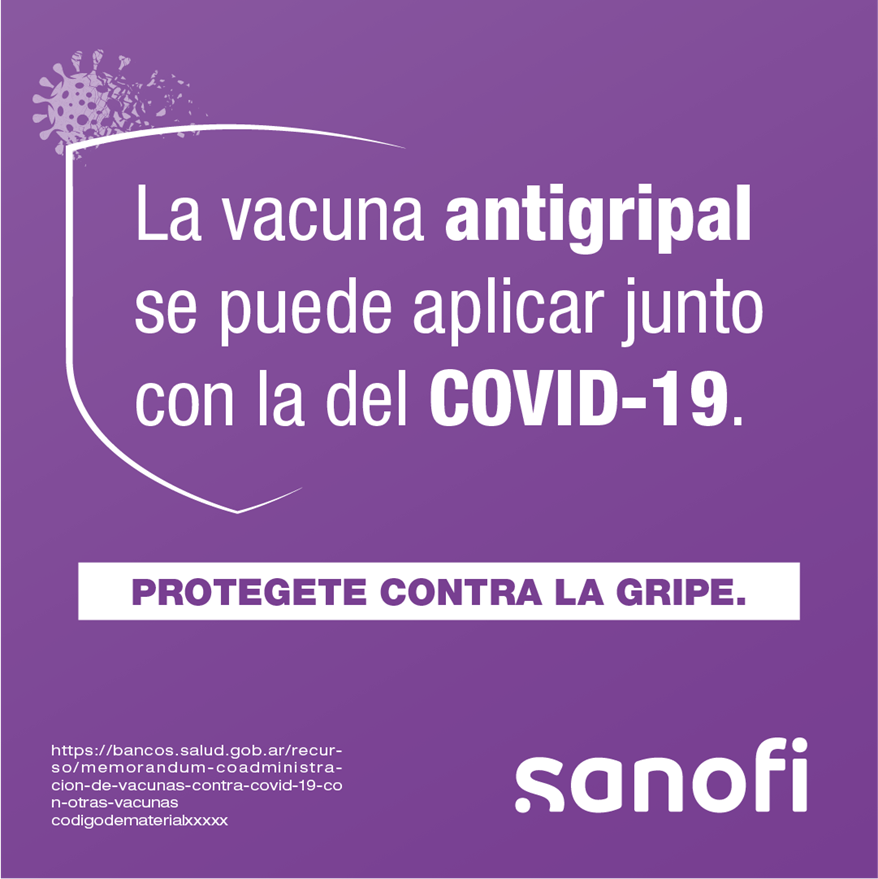 La vacuna antigripal
se puede aplicar junto
con la del COVID-19.
PROTEGETE CONTRA LA GRIPE.
https://bancos.salud.gob.ar/recur-
so/memorandum-coadministra-
cion-de-vacunas-contra-covid-19-co
n-otras-vacunas
codigodematerialxxxxx
sanofi